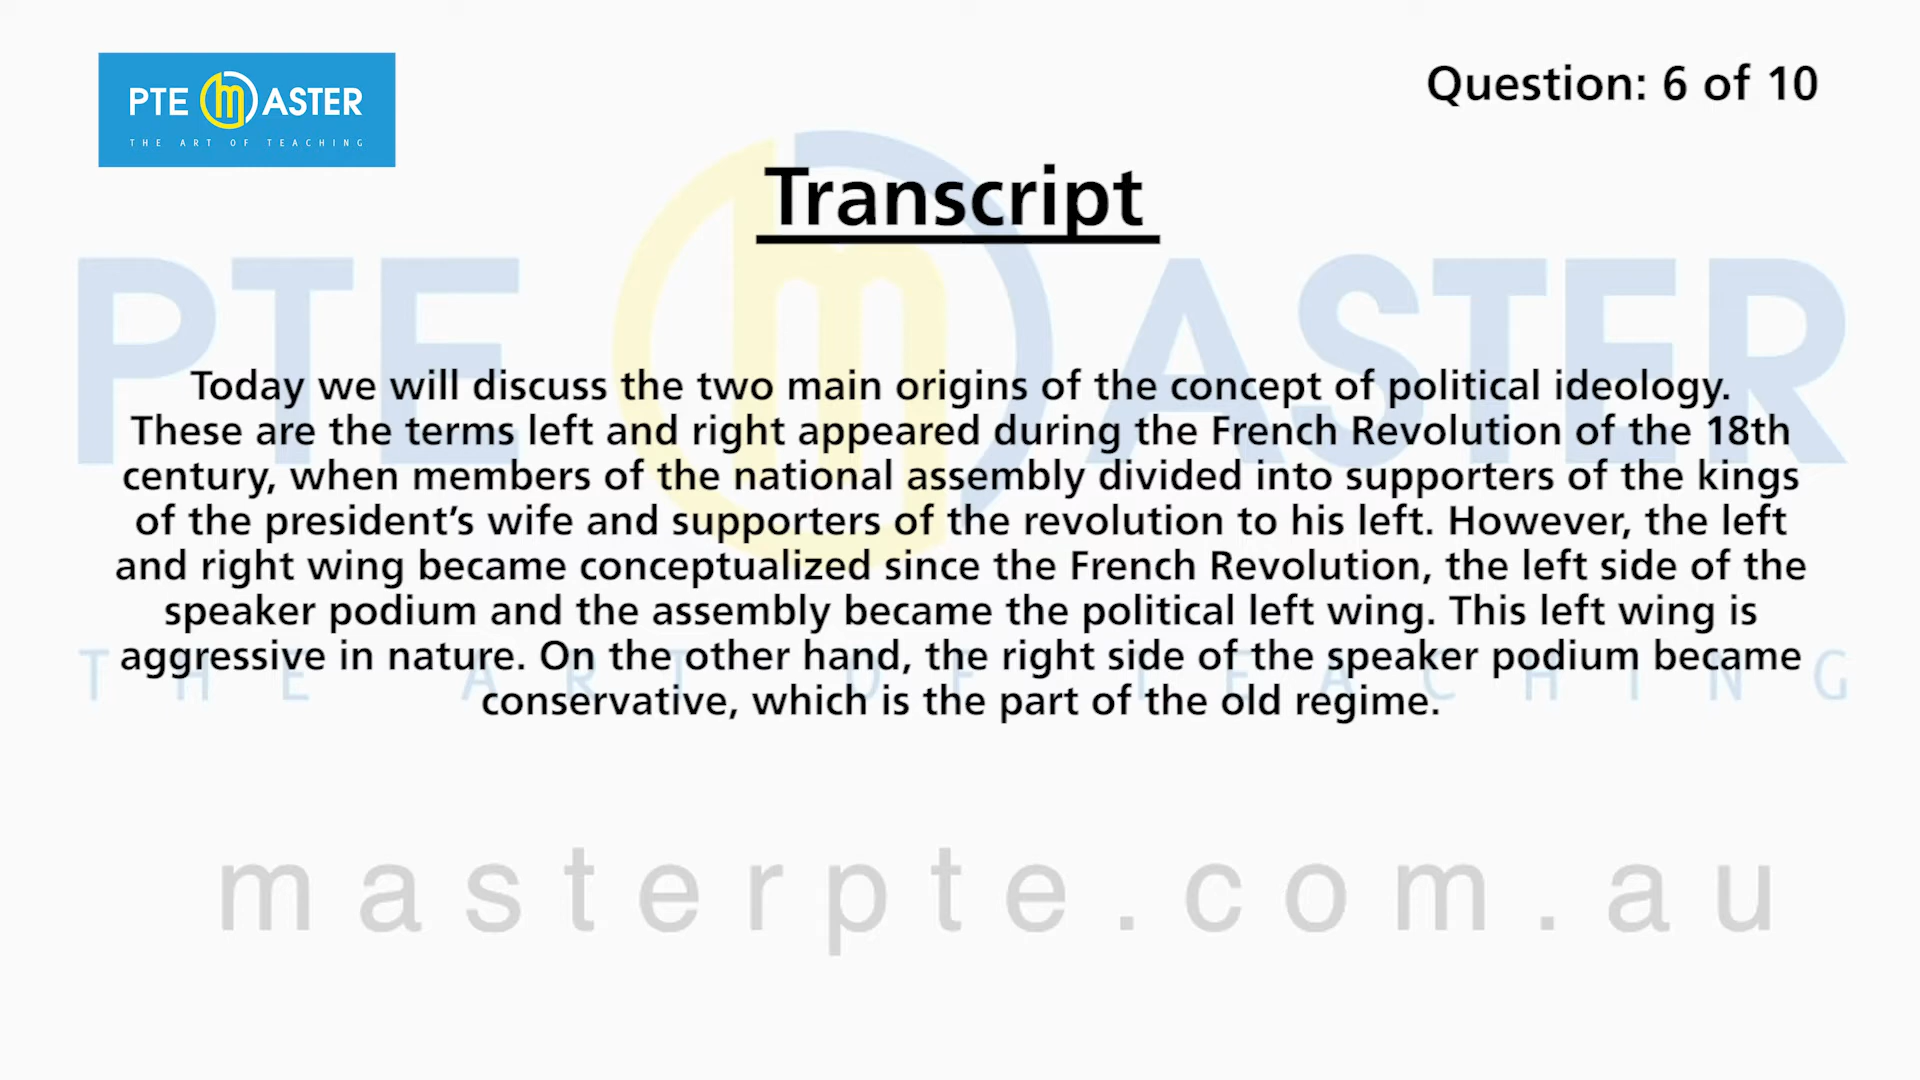 PTE MASTER
THE ART OF TEACHING
Question: 6 of 10
Transcript
Today we will discuss the two main origins of the concept of political ideology.
These are the terms left and right appeared during the French Revolution of the 18th
century, when members of the national assembly divided into supporters of the kings
of the president’s wife and supporters of the revolution to his left. However, the left
and right wing became conceptualized since the French Revolution, the left side of the
speaker podium and the assembly became the political left wing. This left wing is
aggressive in nature. On the other hand, the right side of the speaker podium became
conservative, which is the part of the old regime.
PTE MASTER
THE ART OF TEACHING
masterpte.com.au